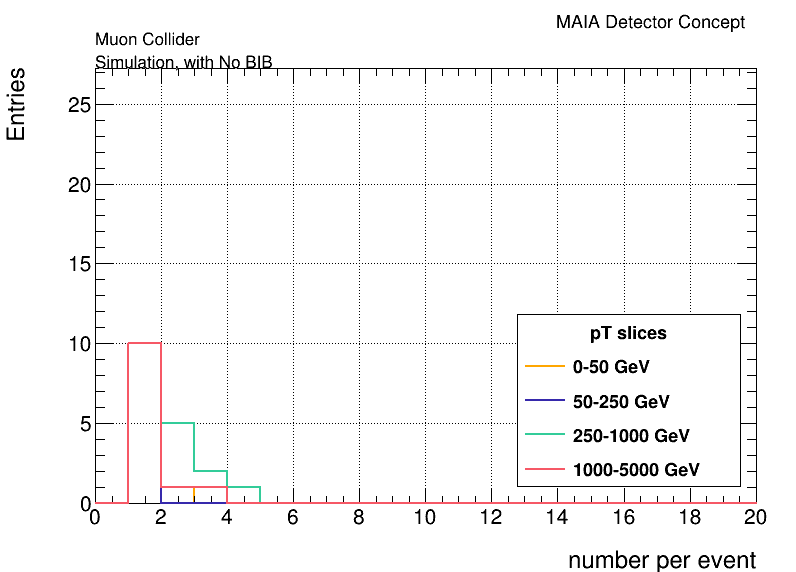 MAIA Detector Concept
Muon Collider
Simulation, with No BIB
Entries
25
20
15
10
5
0
pT slices
0-50 GeV
50-250 GeV
250-1000 GeV
1000-5000 GeV
0 2 4 6 8 10 12 14 16 18 20
number per event